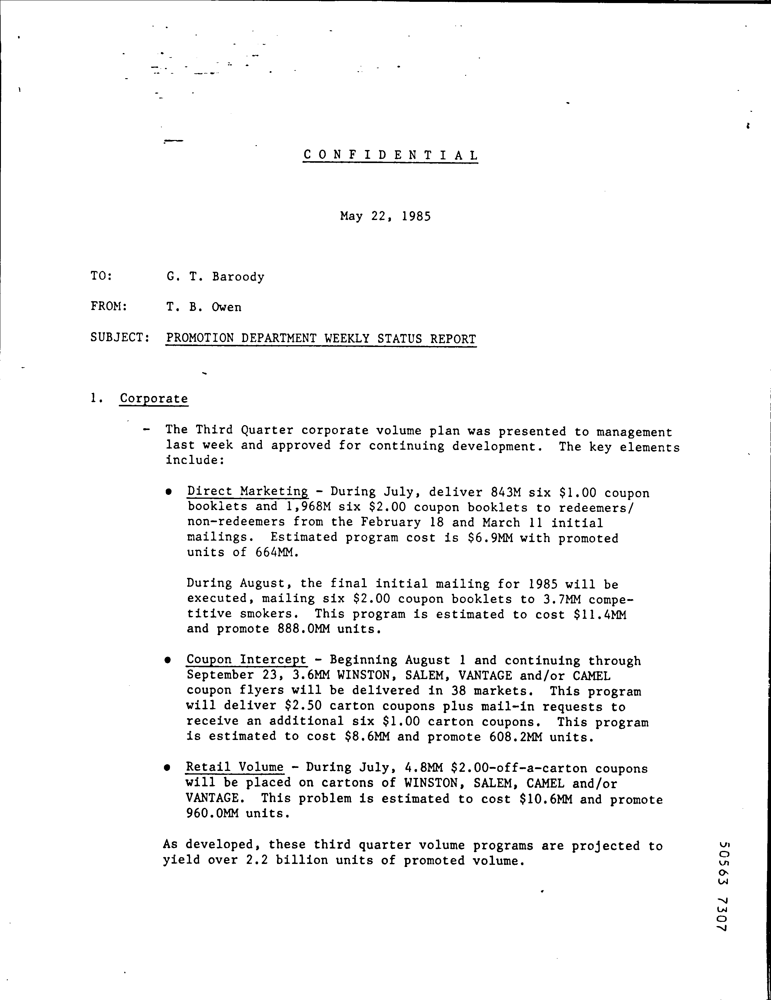 CONFIDENTIAL
May 22, 1985
TO: G. T. Baroody
FROM: T. B. Owen
SUBJECT: PROMOTION DEPARTMENT WEEKLY STATUS REPORT
1. Corporate
- The Third Quarter corporate volume plan was presented to management
last week and approved for continuing development. The key elements
include:
● Direct Marketing - During July, deliver 843M six $1.00 coupon
booklets and 1,968M six $2.00 coupon booklets to redeemers/
non-redeemers from the February 18 and March 11 initial
mailings. Estimated program cost is $6.9MM with promoted
units of 664MM.
During August, the final initial mailing for 1985 will be
executed, mailing six $2.00 coupon booklets to 3.7MM compe-
titive smokers. This program is estimated to cost $11.4MM
and promote 888.0MM units.
● Coupon Intercept - Beginning August 1 and continuing through
September 23, 3.6MM WINSTON, SALEM, VANTAGE and/or CAMEL
coupon flyers will be delivered in 38 markets. This program
will deliver $2.50 carton coupons plus mail-in requests to
receive an additional six $1.00 carton coupons. This program
is estimated to cost $8.6MM and promote 608.2MM units.
● Retail Volume - During July, 4.8MM $2.00-off-a-carton coupons
will be placed on cartons of WINSTON, SALEM, CAMEL and/or
VANTAGE. This problem is estimated to cost $10.6MM and promote
960.0MM units.
As developed, these third quarter volume programs are projected to
yield over 2.2 billion units of promoted volume.
50563 7307